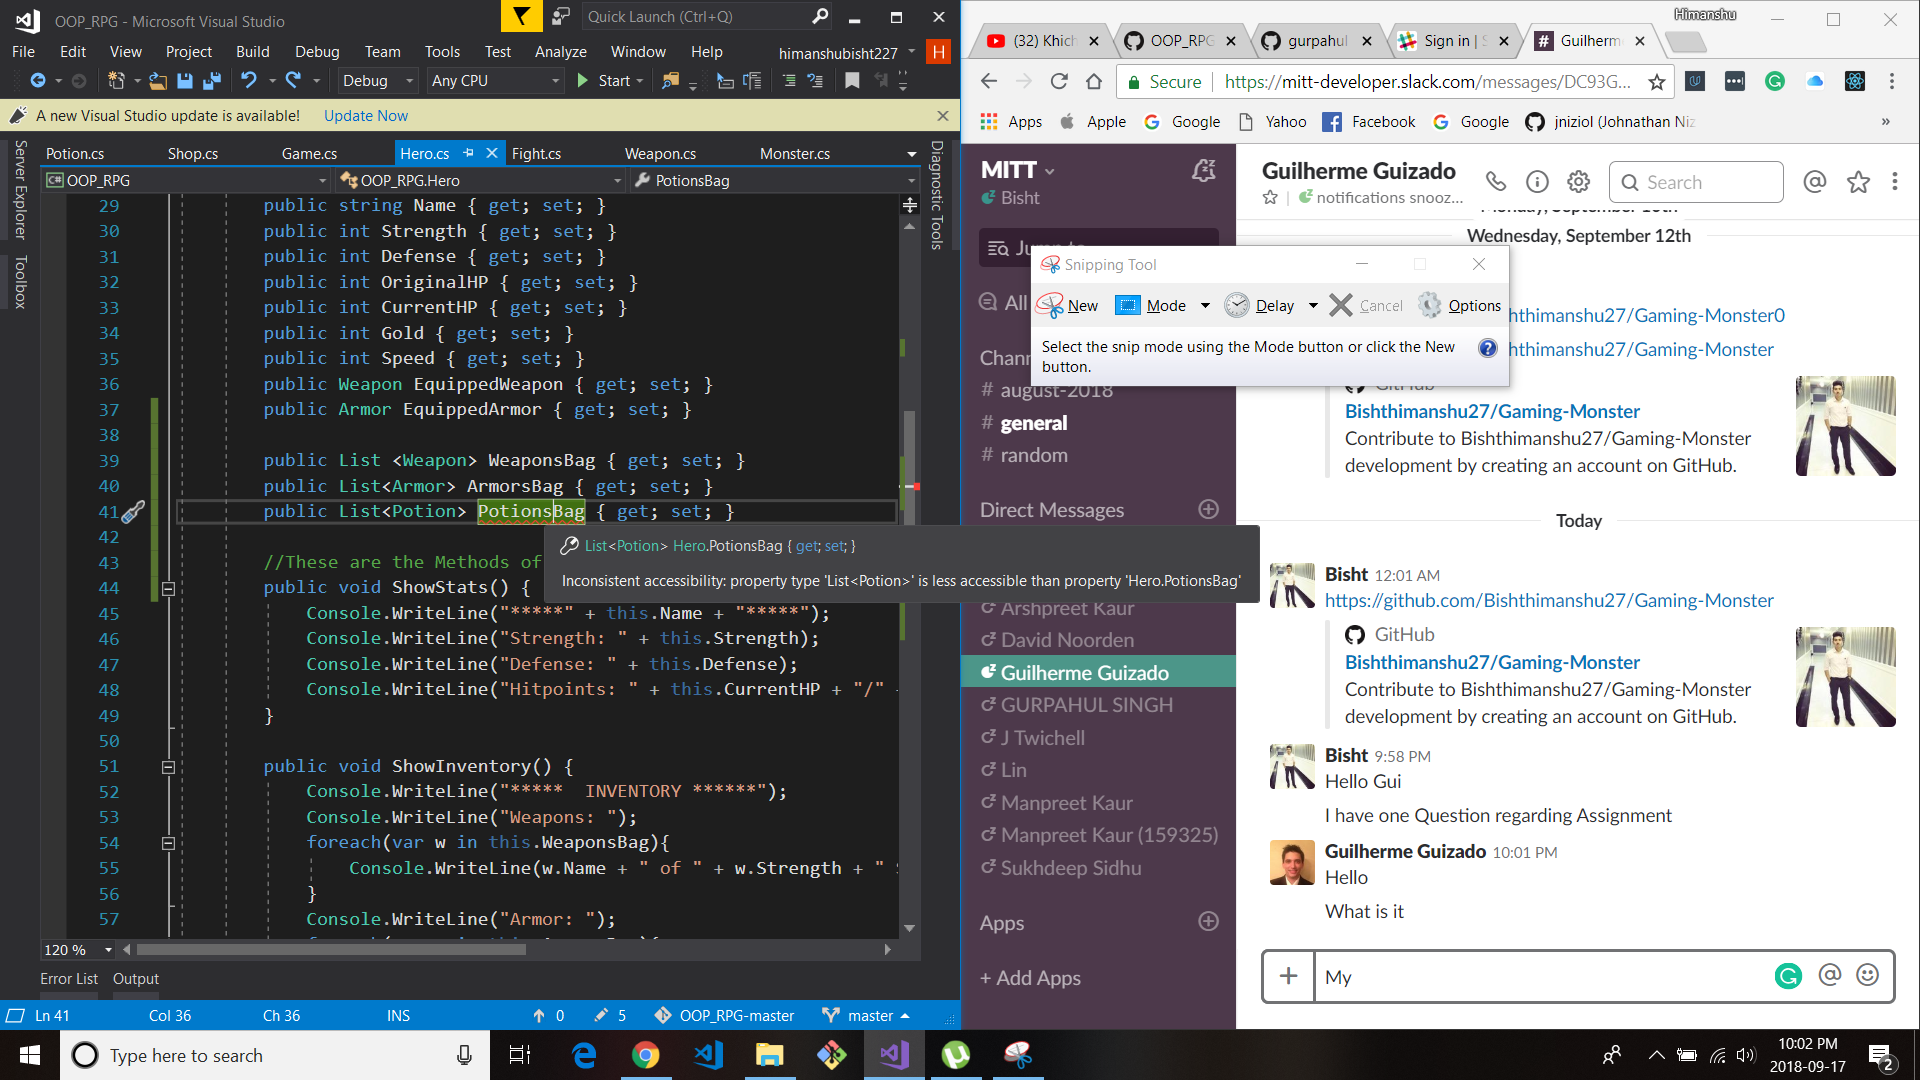 OOP_RPG - Microsoft Visual Studio
Quick Launch (Ctrl+Q)
File Edit View Project Build Debug Team Tools Test Analyze Window Help himanshubisht227 H
Debug Any CPU Start
A new Visual Studio update is available! Update Now
Server Explorer
Toolbox
Diagnostic Tools
Potion.cs Shop.cs Game.cs Hero.cs Fight.cs Weapon.cs Monster.cs
OOP_RPG OOP_RPG.Hero PotionsBag
29 public string Name { get; set; }
30 public int Strength { get; set; }
31 public int Defense { get; set; }
32 public int OriginalHP { get; set; }
33 public int CurrentHP { get; set; }
34 public int Gold { get; set; }
35 public int Speed { get; set; }
36 public Weapon EquippedWeapon { get; set; }
37 public Armor EquippedArmor { get; set; }
38
39 public List <Weapon> WeaponsBag { get; set; }
40 public List<Armor> ArmorsBag { get; set; }
41 public List<Potion> PotionsBag { get; set; }
42
43 //These are the Methods of
44 public void ShowStats() {
45 Console.WriteLine("*****" + this.Name + "*****");
46 Console.WriteLine("Strength: " + this.Strength);
47 Console.WriteLine("Defense: " + this.Defense);
48 Console.WriteLine("Hitpoints: " + this.CurrentHP + "/" +
49 }
50
51 public void ShowInventory() {
52 Console.WriteLine("***** INVENTORY ******");
53 Console.WriteLine("Weapons: ");
54 foreach(var w in this.WeaponsBag){
55 Console.WriteLine(w.Name + " of " + w.Strength + "
56 }
57 Console.WriteLine("Armor: ");
List<Potion> Hero.PotionsBag { get; set; }
Inconsistent accessibility: property type 'List<Potion>' is less accessible than property 'Hero.PotionsBag'
120 %
Error List Output
Ln 41 Col 36 Ch 36 INS 0 5 OOP_RPG-master master
Himanshu
(32) Khich OOP_RPG gurpahul Sign in | S Guilherm
Secure https://mitt-developer.slack.com/messages/DC93G...
Apps Apple Google Yahoo Facebook Google jniziol (Johnathan Niz »
MITT
Bisht
Jump to
All
Chann
# august-2018
# general
# random
Direct Messages
Arshpreet Kaur
David Noorden
Guilherme Guizado
GURPAHUL SINGH
J Twichell
Lin
Manpreet Kaur
Manpreet Kaur (159325)
Sukhdeep Sidhu
Apps
+ Add Apps
Guilherme Guizado
notifications snooz...
Search
Wednesday, September 12th
Snipping Tool
New Mode Delay Cancel Options
Select the snip mode using the Mode button or click the New
button.
hthimanshu27/Gaming-Monster0
hthimanshu27/Gaming-Monster
GitHub
Bishthimanshu27/Gaming-Monster
Contribute to Bishthimanshu27/Gaming-Monster
development by creating an account on GitHub.
Today
Bisht 12:01 AM
https://github.com/Bishthimanshu27/Gaming-Monster
GitHub
Bishthimanshu27/Gaming-Monster
Contribute to Bishthimanshu27/Gaming-Monster
development by creating an account on GitHub.
Bisht 9:58 PM
Hello Gui
I have one Question regarding Assignment
Guilherme Guizado 10:01 PM
Hello
What is it
My
Type here to search
10:02 PM
2018-09-17
2